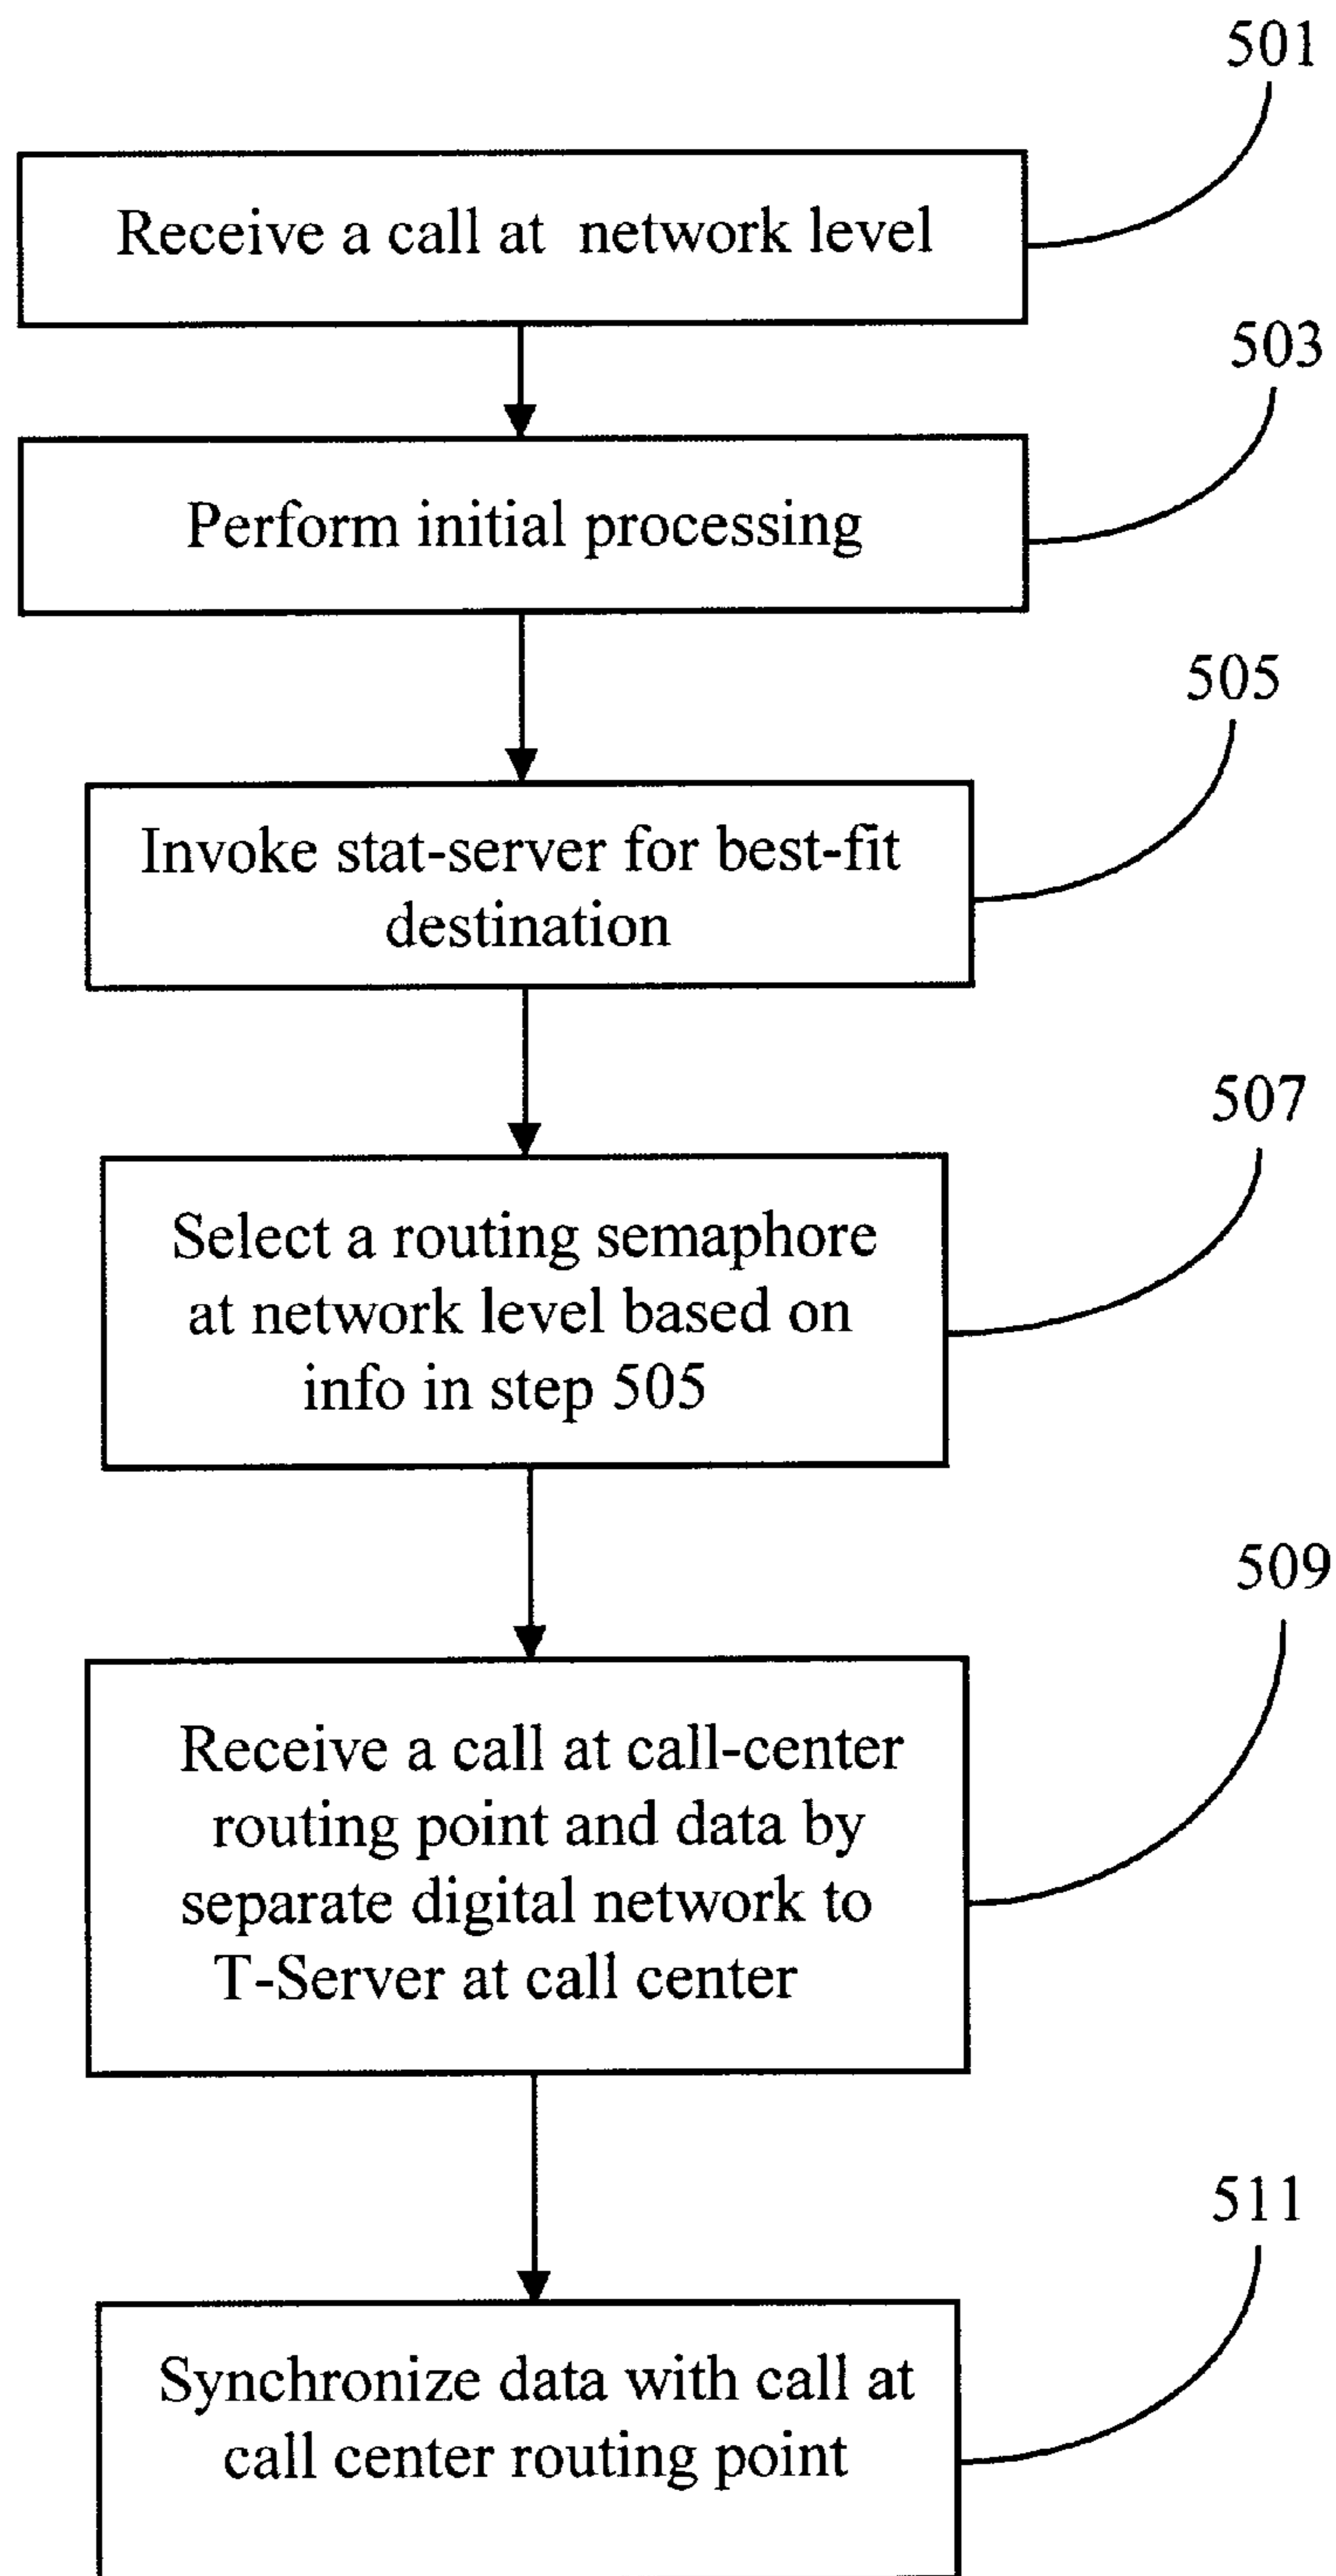 501
Receive a call at network level
503
Perform initial processing
505
Invoke stat-server for best-fit
destination
507
Select a routing semaphore
at network level based on
info in step 505
509
Receive a call at call-center
routing point and data by
separate digital network to
T-Server at call center
511
Synchronize data with call at
call center routing point